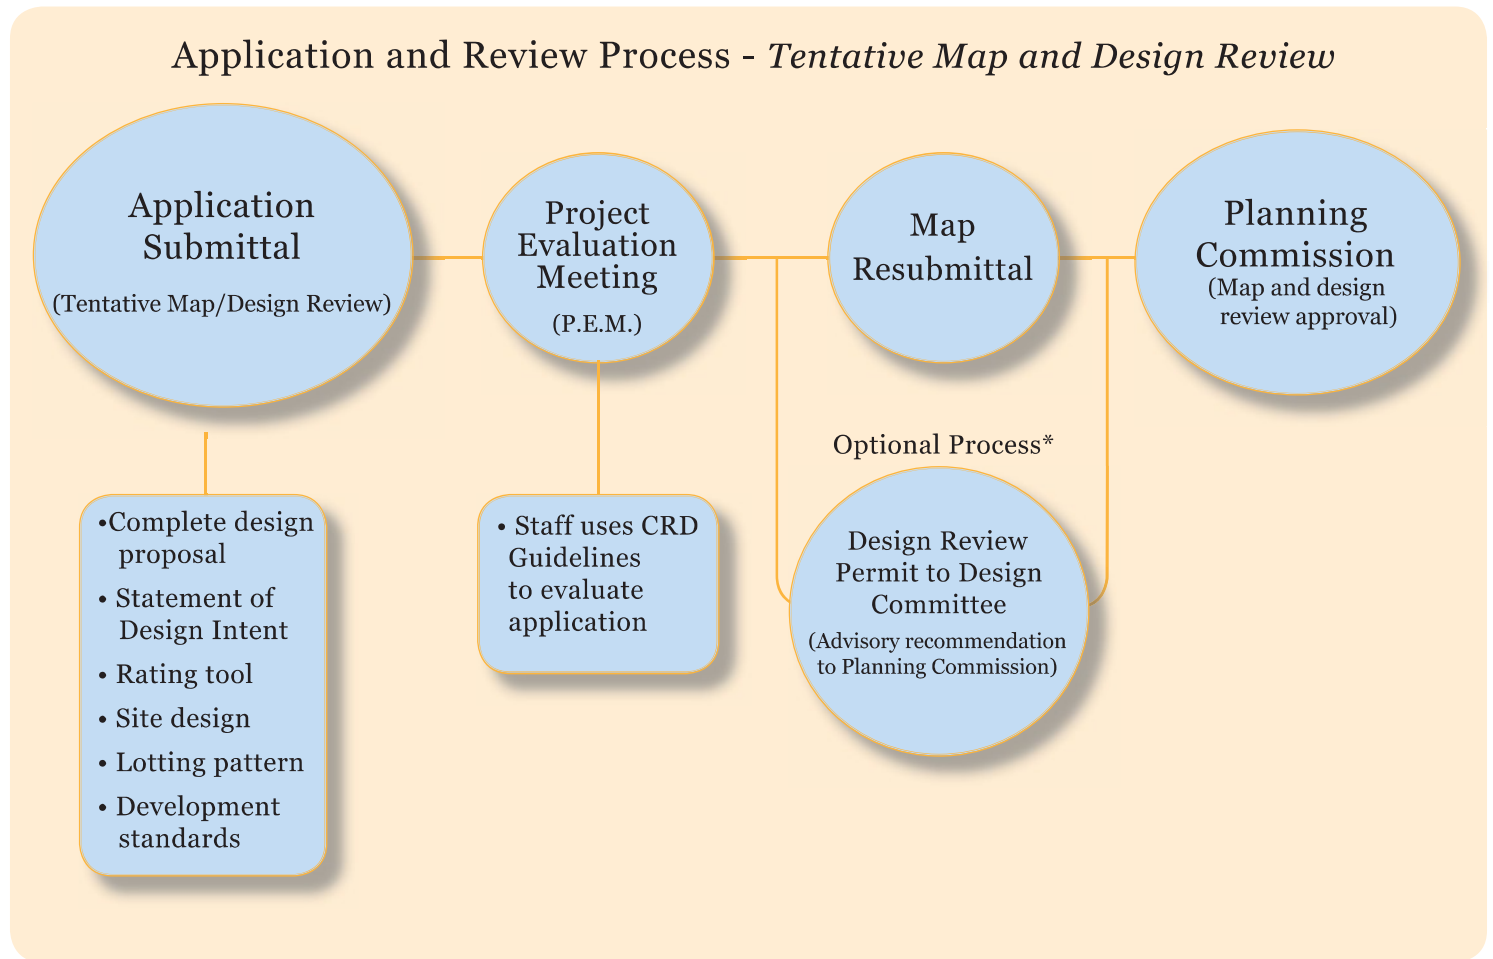 Application and Review Process - Tentative Map and Design Review
Application
Submittal
(Tentative Map/Design Review)
Project
Evaluation
Meeting
(P.E.M.)
Map
Resubmittal
Planning
Commission
(Map and design
review approval)
•Complete design
proposal
• Statement of
Design Intent
• Rating tool
• Site design
• Lotting pattern
• Development
standards
• Staff uses CRD
Guidelines
to evaluate
application
Optional Process*
Design Review
Permit to Design
Committee
(Advisory recommendation
to Planning Commission)